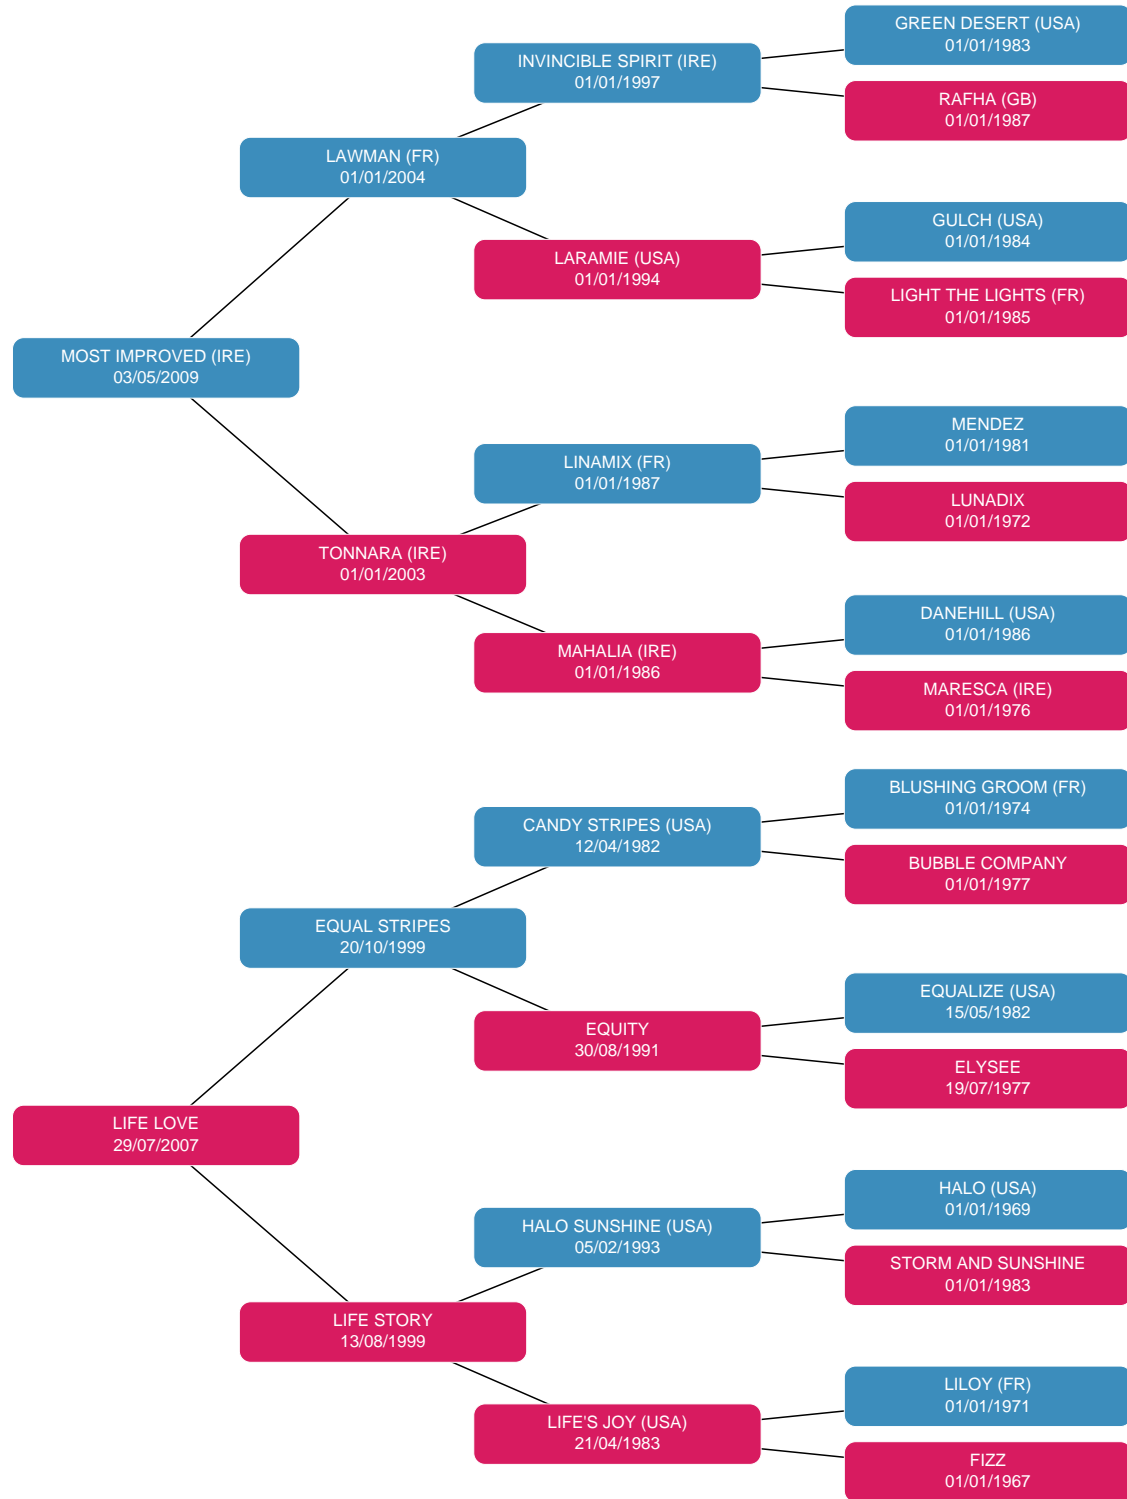 GREEN DESERT (USA)
01/01/1983
INVINCIBLE SPIRIT (IRE)
01/01/1997
RAFHA (GB)
01/01/1987
LAWMAN (FR)
01/01/2004
GULCH (USA)
01/01/1984
LARAMIE (USA)
01/01/1994
LIGHT THE LIGHTS (FR)
01/01/1985
MOST IMPROVED (IRE)
03/05/2009
MENDEZ
01/01/1981
LINAMIX (FR)
01/01/1987
LUNADIX
01/01/1972
TONNARA (IRE)
01/01/2003
DANEHILL (USA)
01/01/1986
MAHALIA (IRE)
01/01/1986
MARESCA (IRE)
01/01/1976
BLUSHING GROOM (FR)
01/01/1974
CANDY STRIPES (USA)
12/04/1982
BUBBLE COMPANY
01/01/1977
EQUAL STRIPES
20/10/1999
EQUALIZE (USA)
15/05/1982
EQUITY
30/08/1991
ELYSEE
19/07/1977
LIFE LOVE
29/07/2007
HALO (USA)
01/01/1969
HALO SUNSHINE (USA)
05/02/1993
STORM AND SUNSHINE
01/01/1983
LIFE STORY
13/08/1999
LILOY (FR)
01/01/1971
LIFE'S JOY (USA)
21/04/1983
FIZZ
01/01/1967